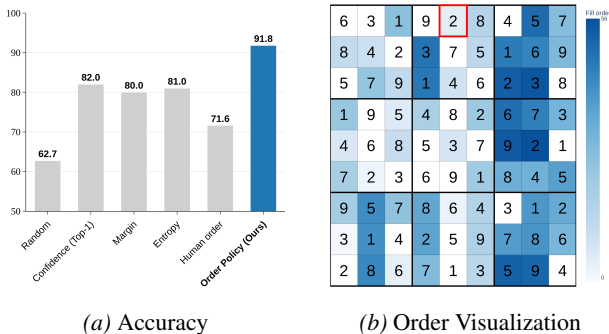 100
90
80
70
60
50
62.7
82.0
80.0
81.0
71.6
91.8
Random
Confidence (Top-1)
Margin
Entropy
Human order
Order Policy (Ours)
(a) Accuracy
6 3 1 9 2 8 4 5 7
8 4 2 3 7 5 1 6 9
5 7 9 1 4 6 2 3 8
1 9 5 4 8 2 6 7 3
4 6 8 5 3 7 9 2 1
7 2 3 6 9 1 8 4 5
9 5 7 8 6 4 3 1 2
3 1 4 2 5 9 7 8 6
2 8 6 7 1 3 5 9 4
Fill orde
56
0
(b) Order Visualization